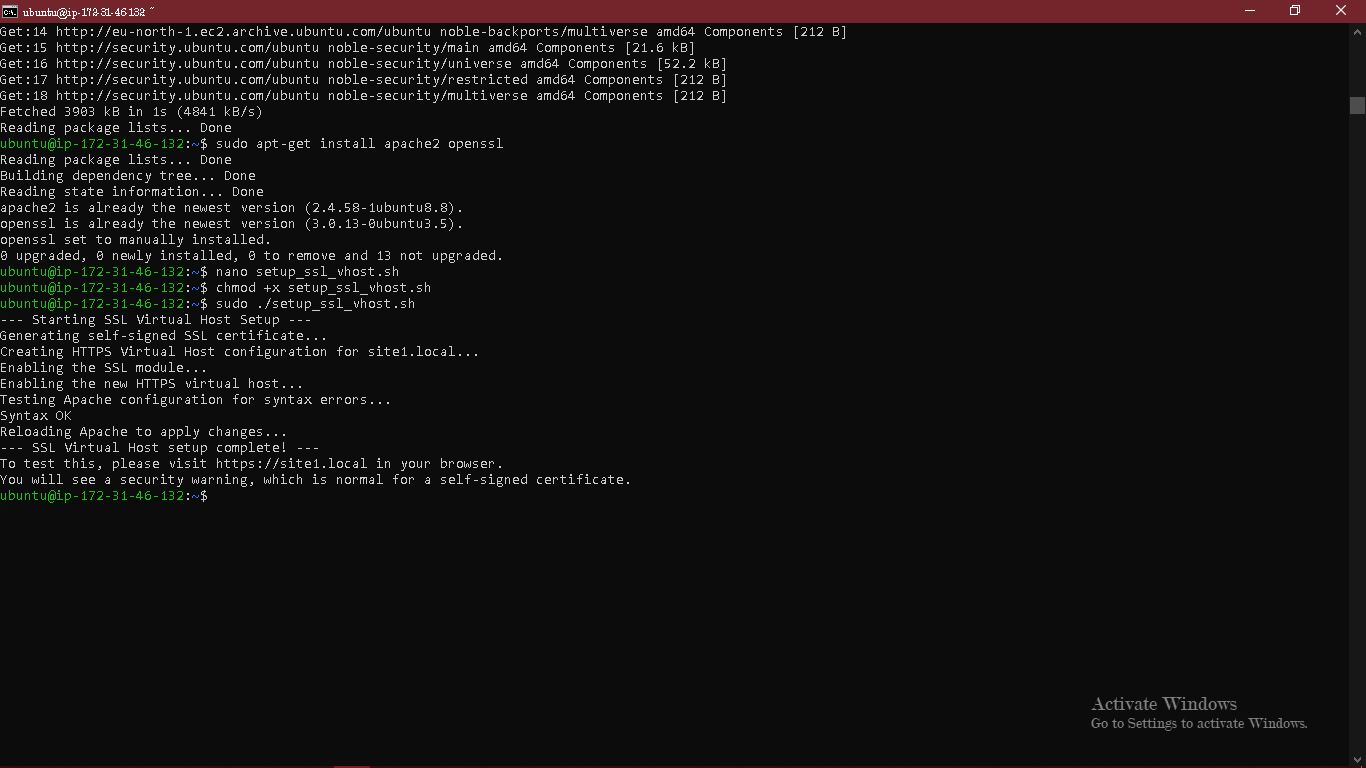 ubuntu@ip-172-31-46-132: ~
Get:14 http://eu-north-1.ec2.archive.ubuntu.com/ubuntu noble-backports/multiverse amd64 Components [212 B]
Get:15 http://security.ubuntu.com/ubuntu noble-security/main amd64 Components [21.6 kB]
Get:16 http://security.ubuntu.com/ubuntu noble-security/universe amd64 Components [52.2 kB]
Get:17 http://security.ubuntu.com/ubuntu noble-security/restricted amd64 Components [212 B]
Get:18 http://security.ubuntu.com/ubuntu noble-security/multiverse amd64 Components [212 B]
Fetched 3903 kB in 1s (4841 kB/s)
Reading package lists... Done
ubuntu@ip-172-31-46-132:~$ sudo apt-get install apache2 openssl
Reading package lists... Done
Building dependency tree... Done
Reading state information... Done
apache2 is already the newest version (2.4.58-1ubuntu8.8).
openssl is already the newest version (3.0.13-0ubuntu3.5).
openssl set to manually installed.
0 upgraded, 0 newly installed, 0 to remove and 13 not upgraded.
ubuntu@ip-172-31-46-132:~$ nano setup_ssl_vhost.sh
ubuntu@ip-172-31-46-132:~$ chmod +x setup_ssl_vhost.sh
ubuntu@ip-172-31-46-132:~$ sudo ./setup_ssl_vhost.sh
--- Starting SSL Virtual Host Setup ---
Generating self-signed SSL certificate...
Creating HTTPS Virtual Host configuration for site1.local...
Enabling the SSL module...
Enabling the new HTTPS virtual host...
Testing Apache configuration for syntax errors...
Syntax OK
Reloading Apache to apply changes...
--- SSL Virtual Host setup complete! ---
To test this, please visit https://site1.local in your browser.
You will see a security warning, which is normal for a self-signed certificate.
ubuntu@ip-172-31-46-132:~$
Activate Windows
Go to Settings to activate Windows.